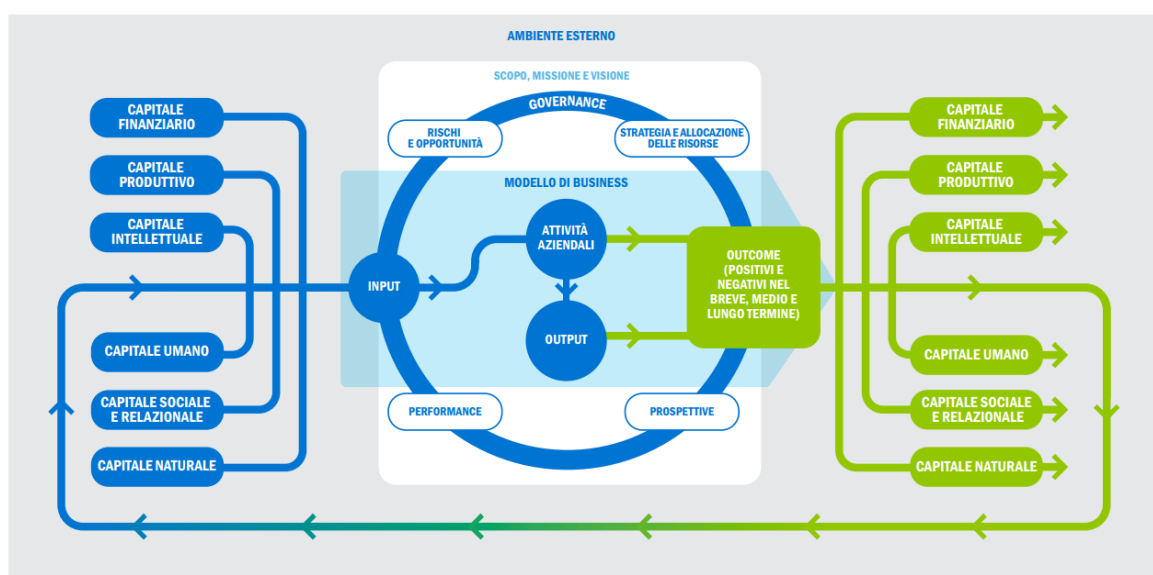 AMBIENTE ESTERNO
SCOPO, MISSIONE E VISIONE
GOVERNANCE
RISCHI
E OPPORTUNITÀ
STRATEGIA E ALLOCAZIONE
DELLE RISORSE
CAPITALE
FINANZIARIO
CAPITALE
PRODUTTIVO
CAPITALE
INTELLETTUALE
CAPITALE UMANO
CAPITALE SOCIALE
E RELAZIONALE
CAPITALE NATURALE
MODELLO DI BUSINESS
INPUT
ATTIVITÀ
AZIENDALI
OUTPUT
OUTCOME
(POSITIVI E
NEGATIVI NEL
BREVE, MEDIO E
LUNGO TERMINE)
PERFORMANCE
PROSPETTIVE
CAPITALE
FINANZIARIO
CAPITALE
PRODUTTIVO
CAPITALE
INTELLETTUALE
CAPITALE UMANO
CAPITALE SOCIALE
E RELAZIONALE
CAPITALE NATURALE